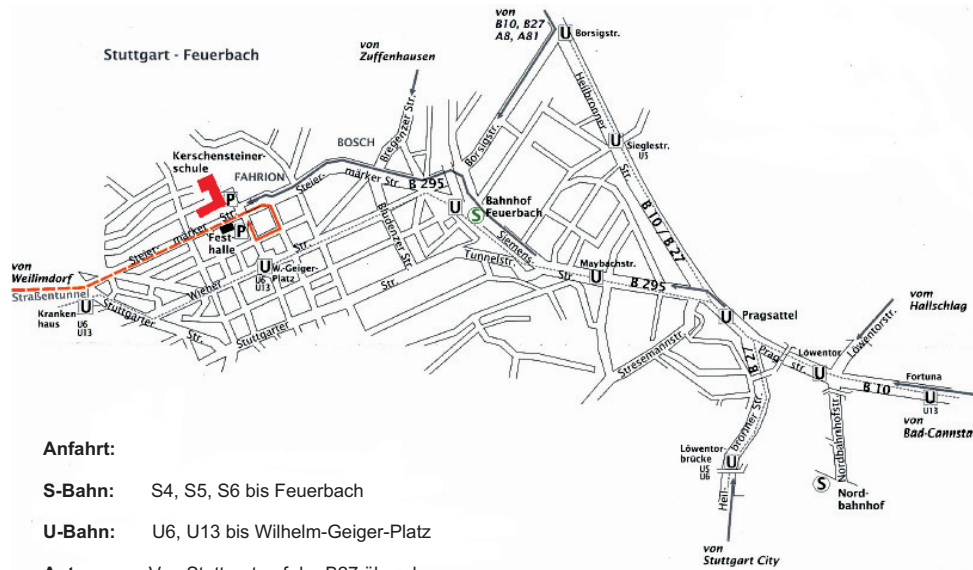 Stuttgart - Feuerbach
von
Zuffenhausen
von
B10, B27
A8, A81
U Borsigstr.
Heilbronner
Str.
U Sieglestr.
U5
B 10 / B 27
Borsigstr.
Bregenzer Str.
BOSCH
FAHRION
Kerschensteiner-
schule
P
Steier-
märker Str.
B 295
Steier-
märker
Str.
Fest
halle
P
U
S
Bahnhof
Feuerbach
Siemens-
Str.
Tunnelstr.
Bludenzer Str.
Maybachstr.
U
B 295
U W.-Geiger-
Platz
U6
U13
Wiener
Str.
von
Weilimdorf
Straßentunnel
Kranken
haus
U
U6
U13
Stuttgarter
Str.
Stuttgarter
Str.
U Pragsattel
vom
Hallschlag
Löwentorstr.
Löwentor
U
Prag-
str.
B 27
Stresemannstr.
B 10
Fortuna
U
U13
von
Bad-Cannsta
Nordbahnhofstr.
S
Nord-
bahnhof
Löwentor-
brücke
U5
U6
U
Heil-
bronner Str.
von
Stuttgart City
Anfahrt:
S-Bahn: S4, S5, S6 bis Feuerbach
U-Bahn: U6, U13 bis Wilhelm-Geiger-Platz